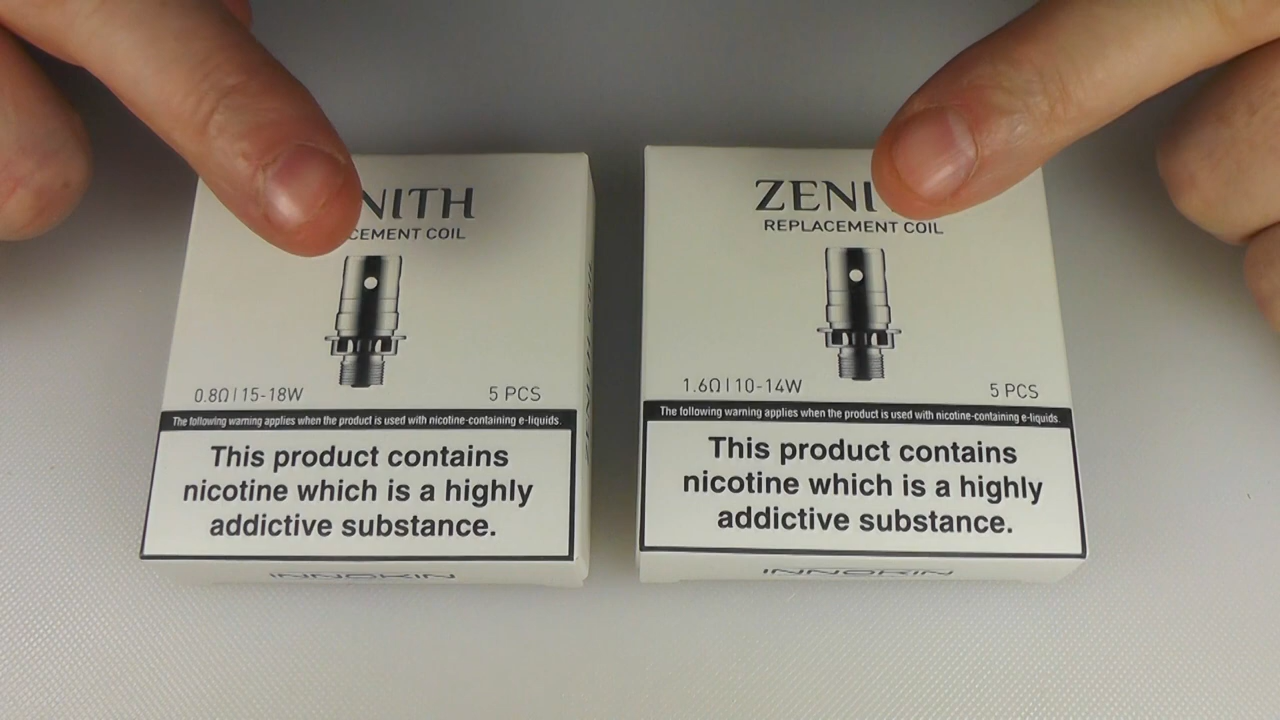 NITH
CEMENT COIL
0.8Ω | 15-18W
5 PCS
The following warning applies when the product is used with nicotine-containing e-liquids.
This product contains
nicotine which is a highly
addictive substance.
INNOKIN
ZENI
REPLACEMENT COIL
1.6Ω | 10-14W
5 PCS
The following warning applies when the product is used with nicotine-containing e-liquids.
This product contains
nicotine which is a highly
addictive substance.
INNOKIN